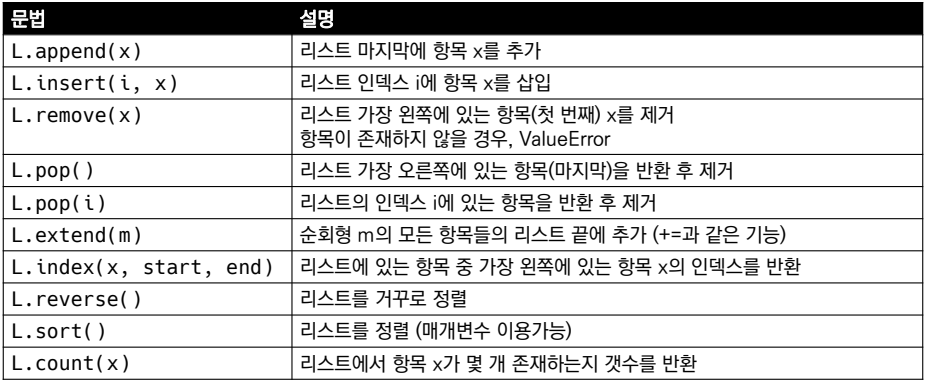 문법 설명
L.append(x) 리스트 마지막에 항목 x를 추가
L.insert(i, x) 리스트 인덱스 i에 항목 x를 삽입
L.remove(x) 리스트 가장 왼쪽에 있는 항목(첫 번째) x를 제거
항목이 존재하지 않을 경우, ValueError
L.pop() 리스트 가장 오른쪽에 있는 항목(마지막)을 반환 후 제거
L.pop(i) 리스트의 인덱스 i에 있는 항목을 반환 후 제거
L.extend(m) 순회형 m의 모든 항목들의 리스트 끝에 추가 (+=과 같은 기능)
L.index(x, start, end) 리스트에 있는 항목 중 가장 왼쪽에 있는 항목 x의 인덱스를 반환
L.reverse() 리스트를 거꾸로 정렬
L.sort() 리스트를 정렬 (매개변수 이용가능)
L.count(x) 리스트에서 항목 x가 몇 개 존재하는지 갯수를 반환